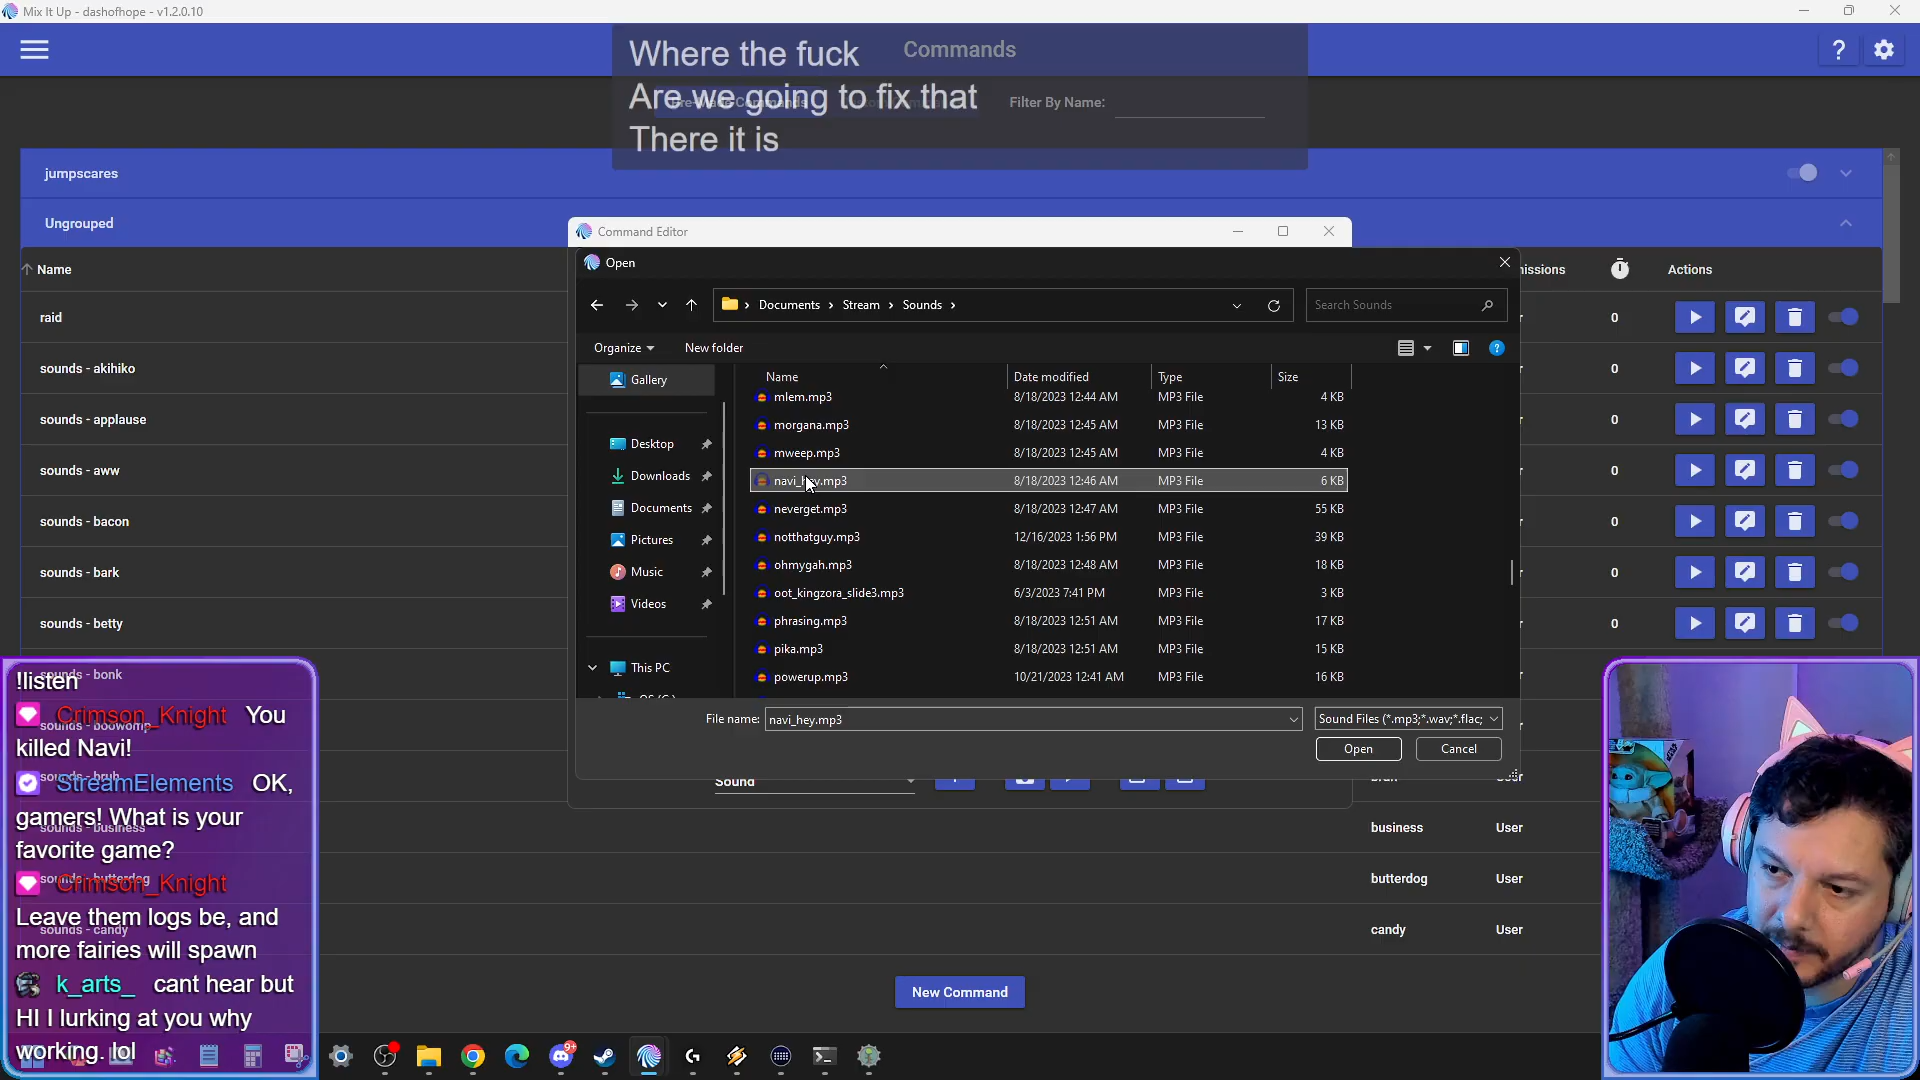 Mix It Up - dashofhope - v1.2.0.10
Commands
Where the fuck
Are we going to fix that
There it is
Filter By Name:
jumpscares
Ungrouped
Name
Actions
raid
sounds - akihiko
sounds - applause
sounds - aww
sounds - bacon
sounds - bark
sounds - betty
sounds - bonk
sounds - boowomp
sounds - bruh
sounds - business
sounds - butterdog
sounds - candy
0
0
0
0
0
0
0
Command Editor
Open
Documents
Stream
Sounds
Search Sounds
Organize
New folder
Gallery
Desktop
Downloads
Documents
Pictures
Music
Videos
This PC
Name Date modified Type Size
mlem.mp3 8/18/2023 12:44 AM MP3 File 4 KB
morgana.mp3 8/18/2023 12:45 AM MP3 File 13 KB
mweep.mp3 8/18/2023 12:45 AM MP3 File 4 KB
navi_hey.mp3 8/18/2023 12:46 AM MP3 File 6 KB
neverget.mp3 8/18/2023 12:47 AM MP3 File 55 KB
notthatguy.mp3 12/16/2023 1:56 PM MP3 File 39 KB
ohmygah.mp3 8/18/2023 12:48 AM MP3 File 18 KB
oot_kingzora_slide3.mp3 6/3/2023 7:41 PM MP3 File 3 KB
phrasing.mp3 8/18/2023 12:51 AM MP3 File 17 KB
pika.mp3 8/18/2023 12:51 AM MP3 File 15 KB
powerup.mp3 10/21/2023 12:41 AM MP3 File 16 KB
File name: navi_hey.mp3
Sound Files (*.mp3;*.wav;*.flac;
Open
Cancel
Sound
business User
butterdog User
candy User
New Command
!listen
Crimson_Knight You
killed Navi!
StreamElements OK,
gamers! What is your
favorite game?
Crimson_Knight
Leave them logs be, and
more fairies will spawn
k_arts_ cant hear but
HI I lurking at you why
working. lol
9+